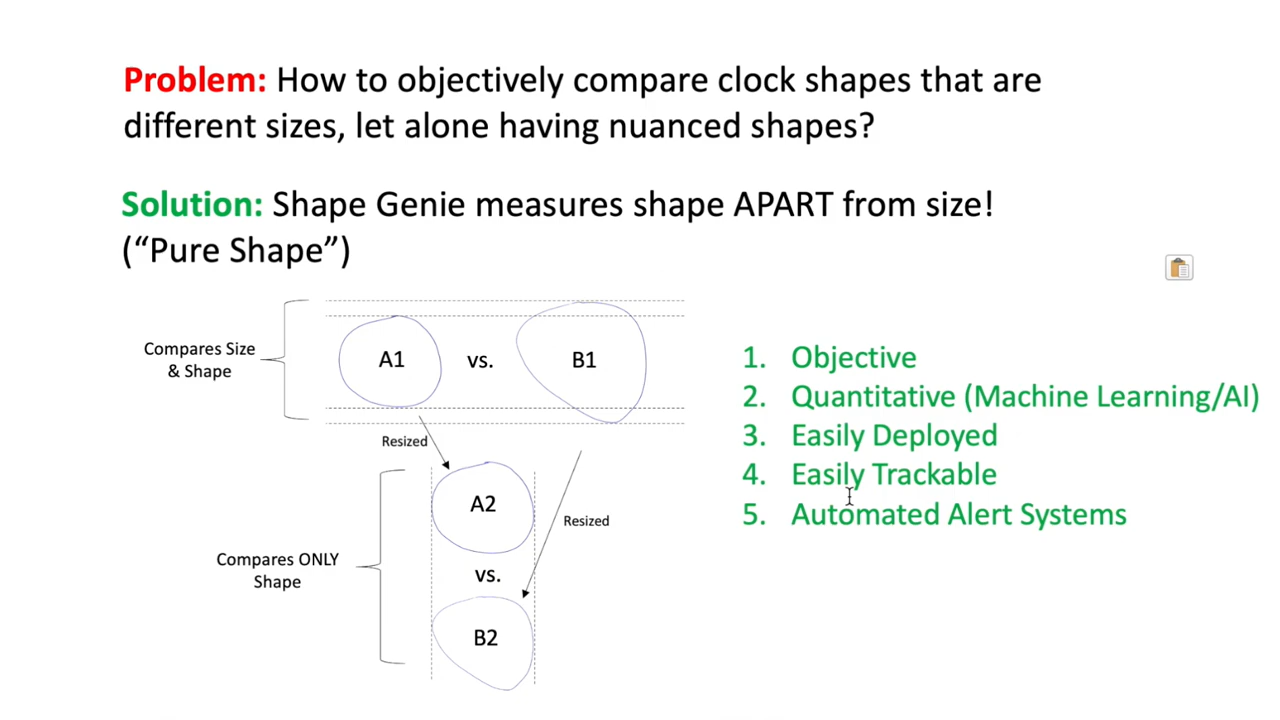 Problem: How to objectively compare clock shapes that are
different sizes, let alone having nuanced shapes?
Solution: Shape Genie measures shape APART from size!
(“Pure Shape”)
Compares Size
& Shape
A1
vs.
B1
Resized
A2
Resized
Compares ONLY
Shape
vs.
B2
1. Objective
2. Quantitative (Machine Learning/AI)
3. Easily Deployed
4. Easily Trackable
5. Automated Alert Systems